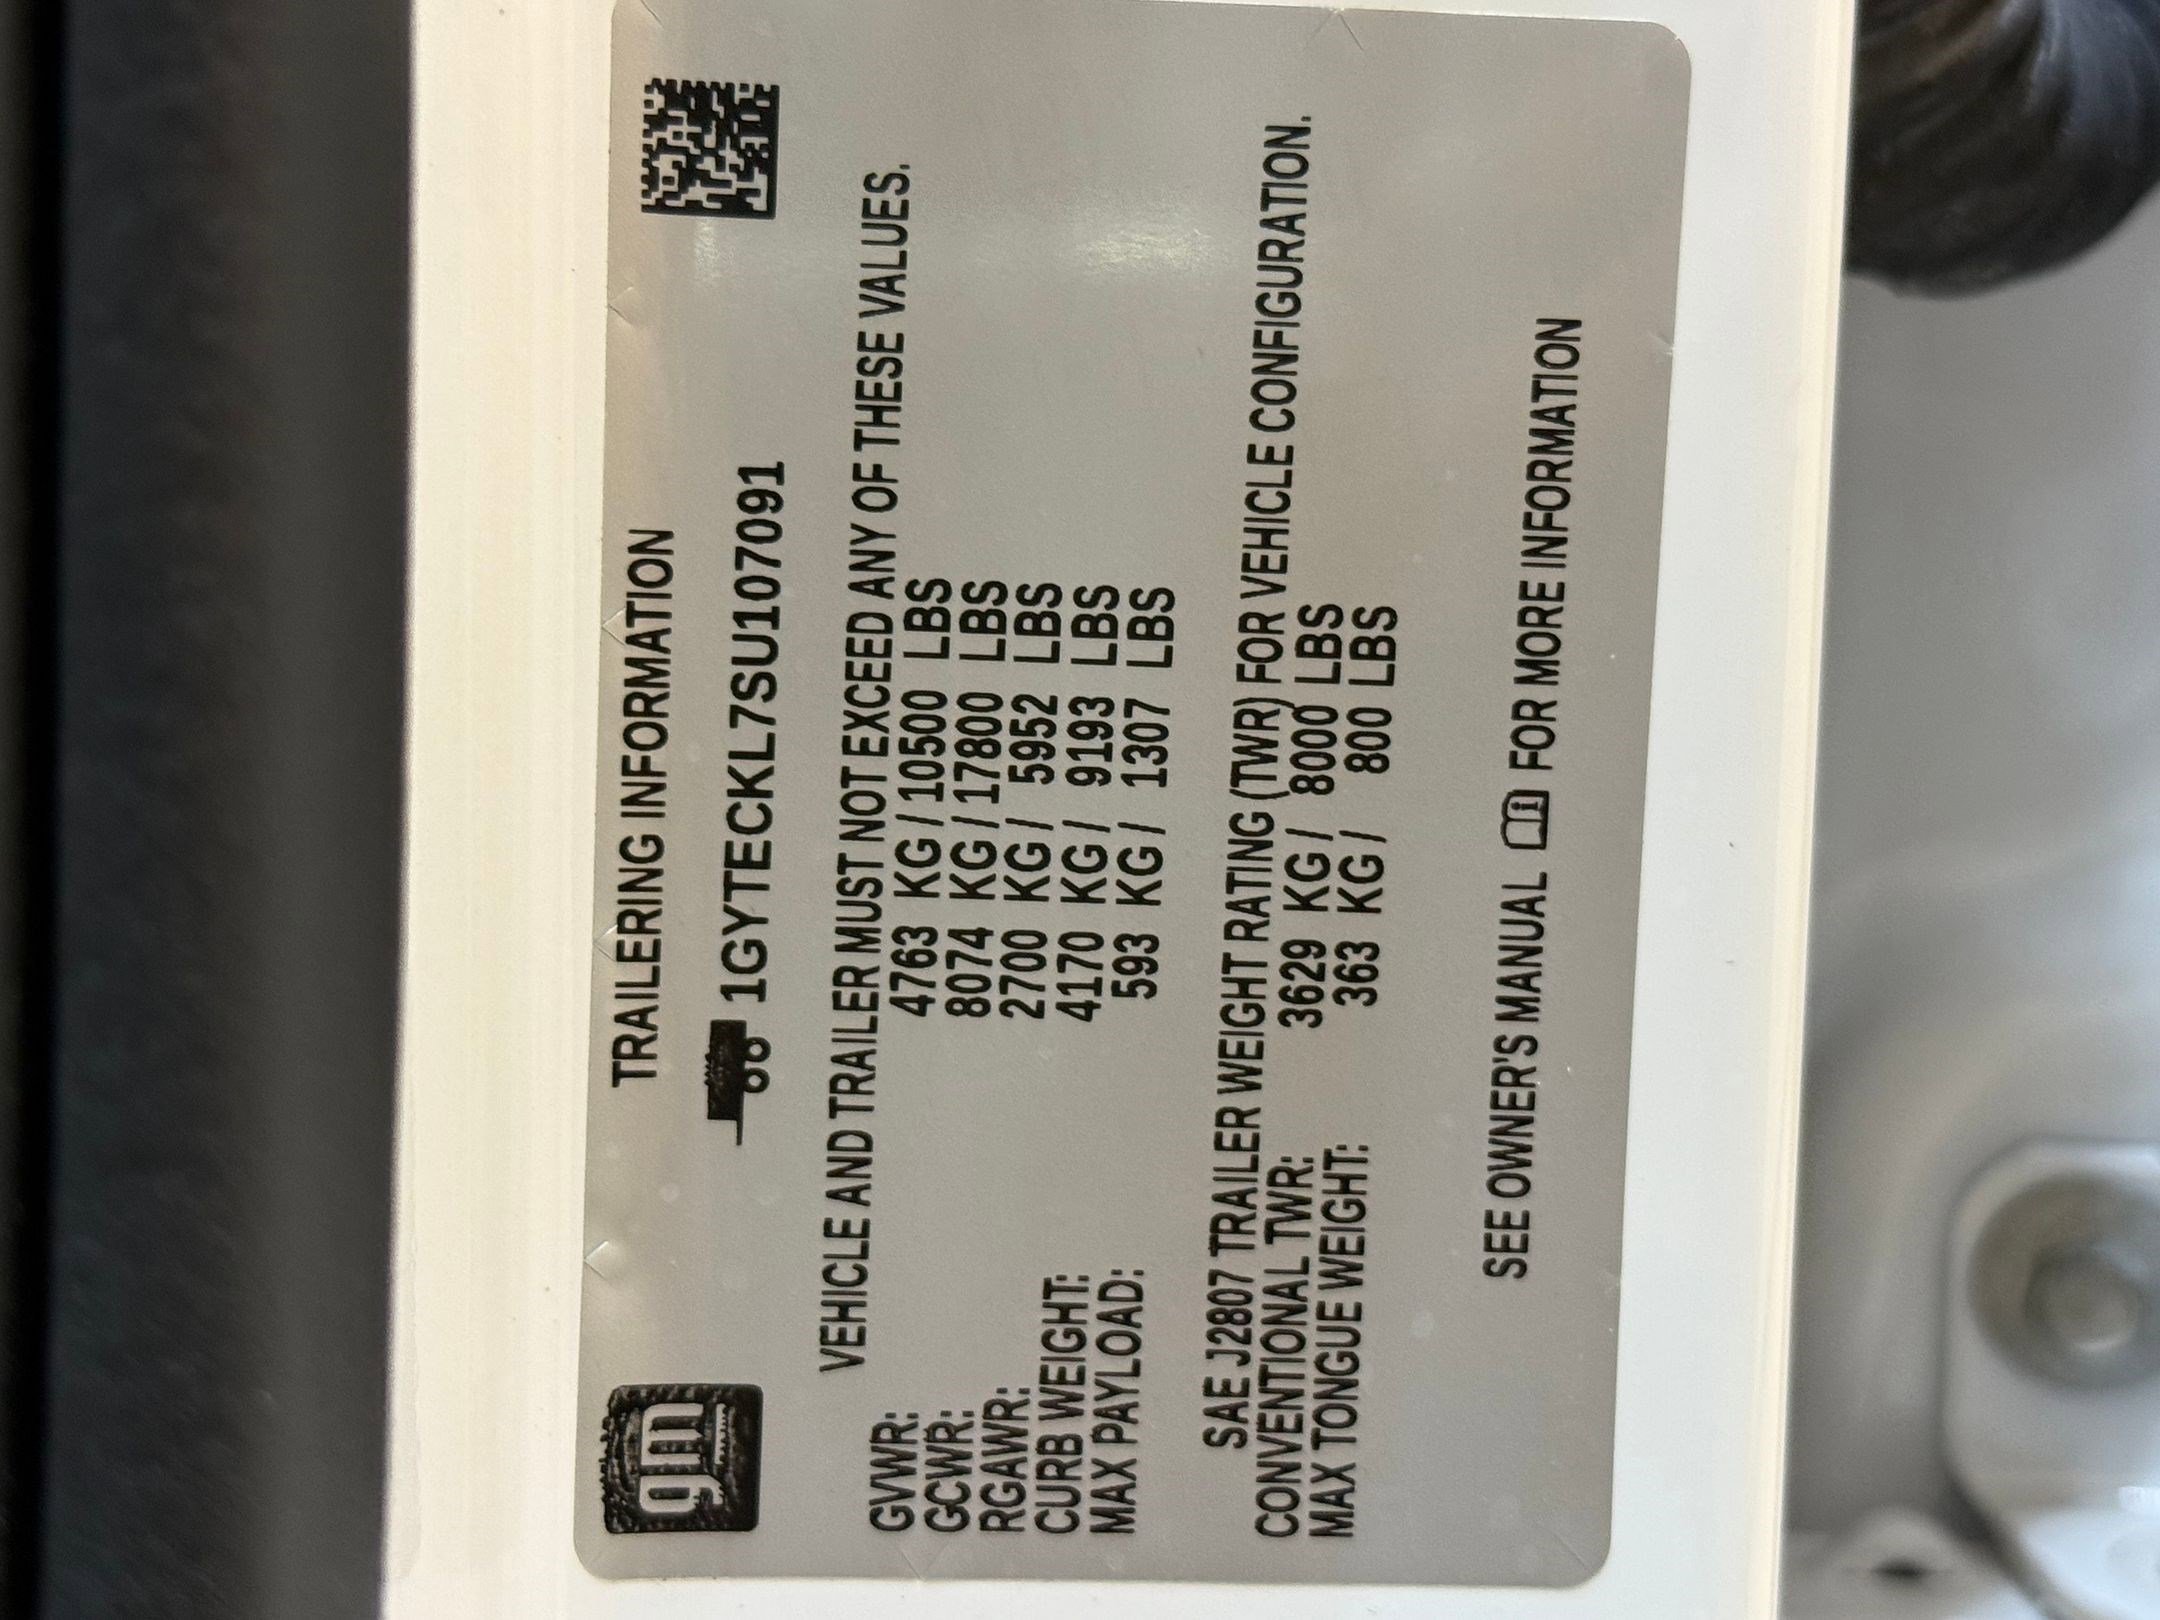 gm
TRAILERING INFORMATION
1GYTECKL7SU107091
VEHICLE AND TRAILER MUST NOT EXCEED ANY OF THESE VALUES.
GVWR: 4763 KG / 10500 LBS
GCWR: 8074 KG / 17800 LBS
RGAWR: 2700 KG / 5952 LBS
CURB WEIGHT: 4170 KG / 9193 LBS
MAX PAYLOAD: 593 KG / 1307 LBS
SAE J2807 TRAILER WEIGHT RATING (TWR) FOR VEHICLE CONFIGURATION.
CONVENTIONAL TWR: 3629 KG / 8000 LBS
MAX TONGUE WEIGHT: 363 KG / 800 LBS
SEE OWNER'S MANUAL FOR MORE INFORMATION